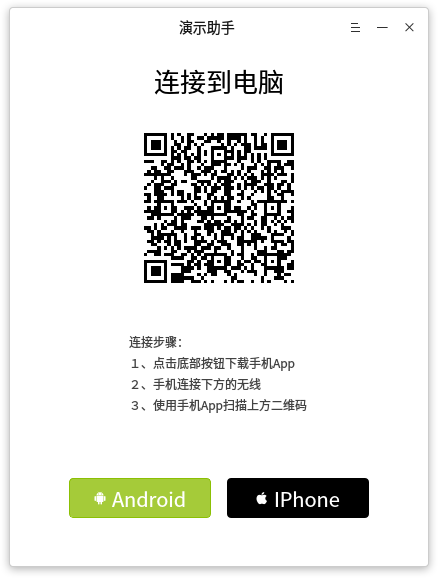 演示助手
连接到电脑
连接步骤：
１、点击底部按钮下载手机App
２、手机连接下方的无线
３、使用手机App扫描上方二维码
Android
IPhone